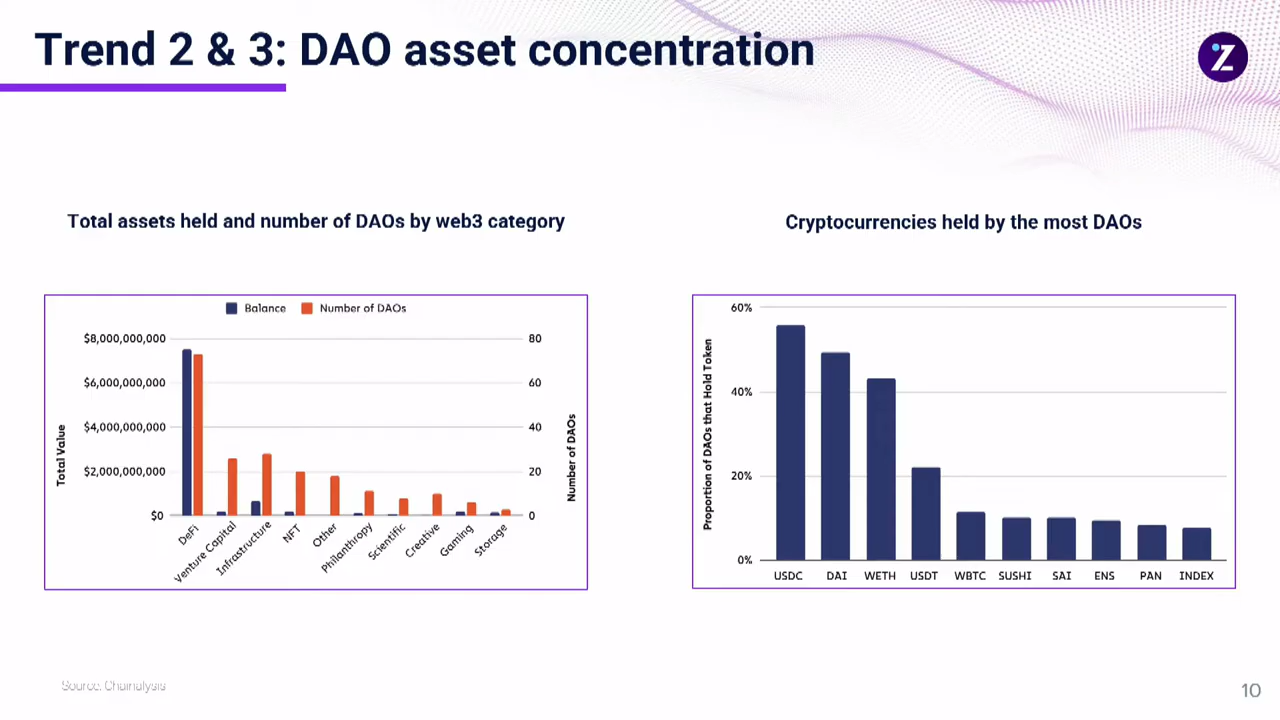 Trend 2 & 3: DAO asset concentration
Z
Total assets held and number of DAOs by web3 category
Balance Number of DAOs
$8,000,000,000
$6,000,000,000
$4,000,000,000
$2,000,000,000
$0
Total Value
80
60
40
20
0
Number of DAOs
DeFi
Venture Capital
Infrastructure
NFT
Other
Philanthropy
Scientific
Creative
Gaming
Storage
Cryptocurrencies held by the most DAOs
60%
40%
20%
0%
Proportion of DAOs that Hold Token
USDC DAI WETH USDT WBTC SUSHI SAI ENS PAN INDEX
Source: Chainalysis
10